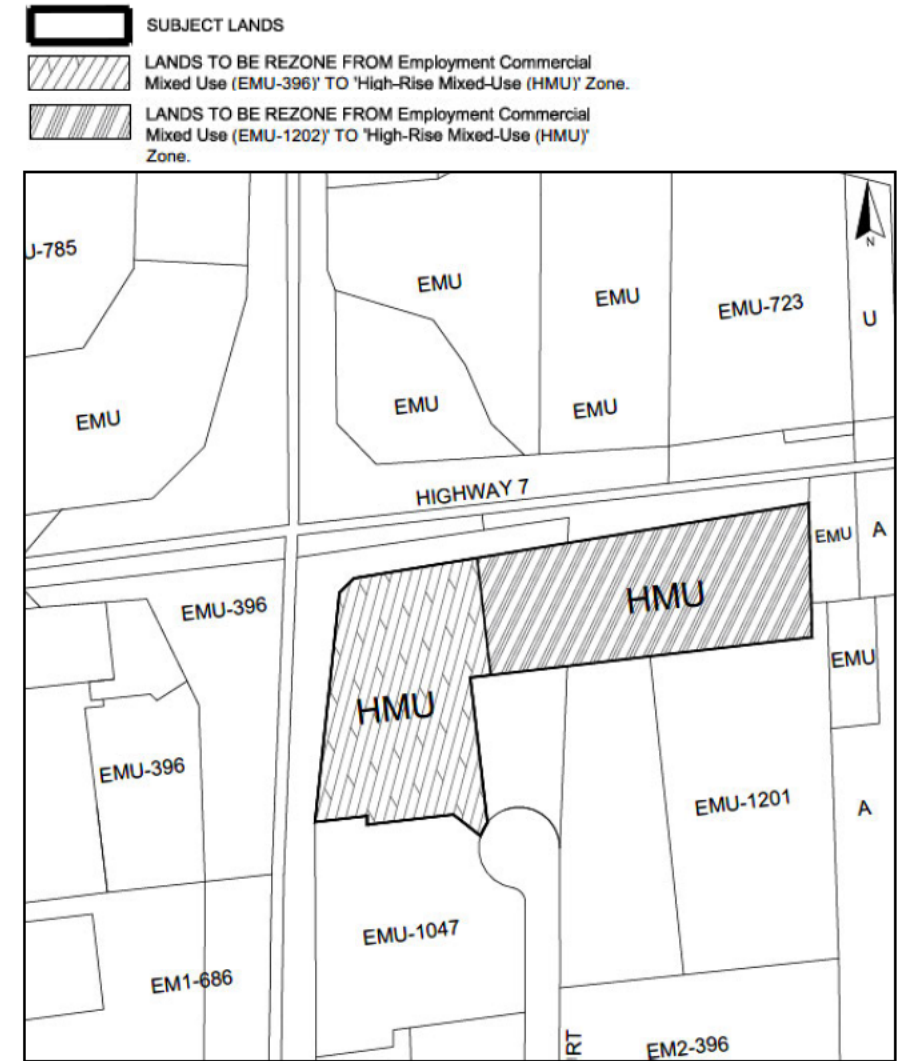 SUBJECT LANDS
LANDS TO BE REZONE FROM Employment Commercial
Mixed Use (EMU-396)' TO 'High-Rise Mixed-Use (HMU)' Zone.
LANDS TO BE REZONE FROM Employment Commercial
Mixed Use (EMU-1202)' TO 'High-Rise Mixed-Use (HMU)'
Zone.
N
U-785
EMU
EMU
EMU-723
U
EMU
EMU
EMU
HIGHWAY 7
EMU
A
HMU
EMU-396
EMU
HMU
EMU-396
EMU-1201
A
EMU-1047
EM1-686
RT
EM2-396